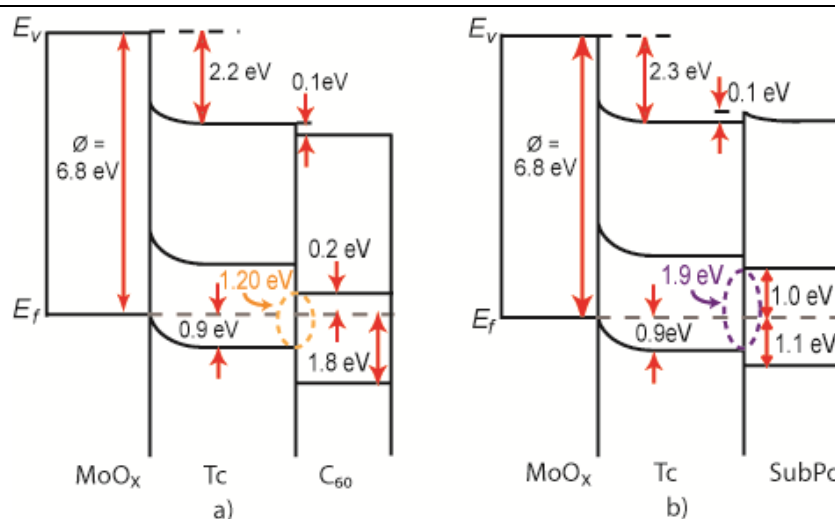 Ev
2.2 eV
0.1eV
Ø =
6.8 eV
0.2 eV
1.20 eV
Ef
0.9 eV
1.8 eV
MoOx
Tc
C60
a)
Ev
2.3 eV
0.1 eV
Ø =
6.8 eV
1.9 eV
1.0 eV
Ef
0.9eV
1.1 eV
MoOx
Tc
SubPc
b)